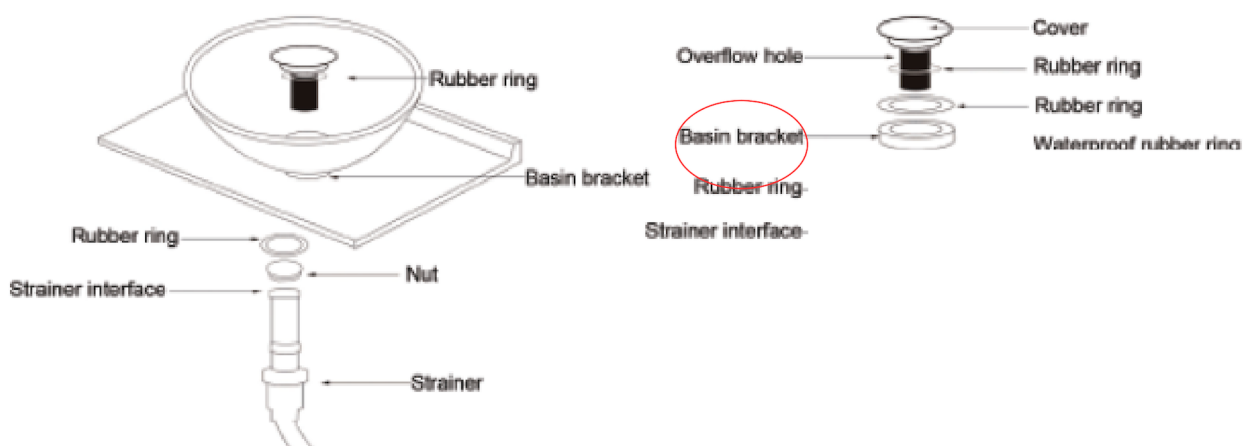 Rubber ring
Basin bracket
Rubber ring
Nut
Strainer interface
Strainer
Cover
Overflow hole
Rubber ring
Rubber ring
Basin bracket
Waterproof rubber ring
Rubber ring
Strainer interface